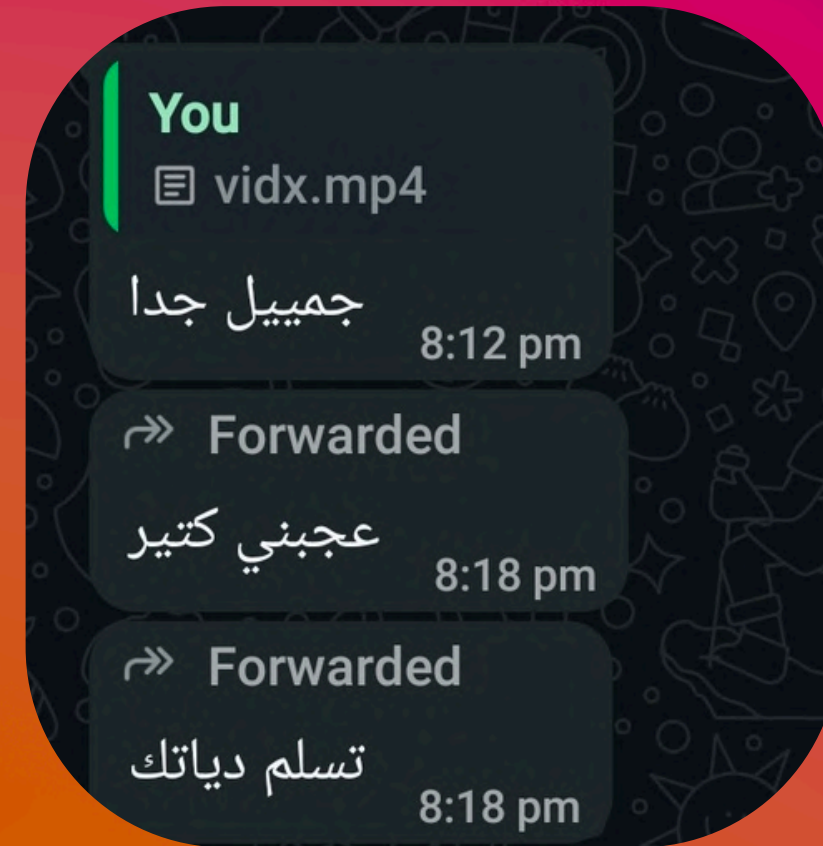 You
vidx.mp4
جمييل جدا
8:12 pm
Forwarded
عجبني كتير
8:18 pm
Forwarded
تسلم دياتك
8:18 pm